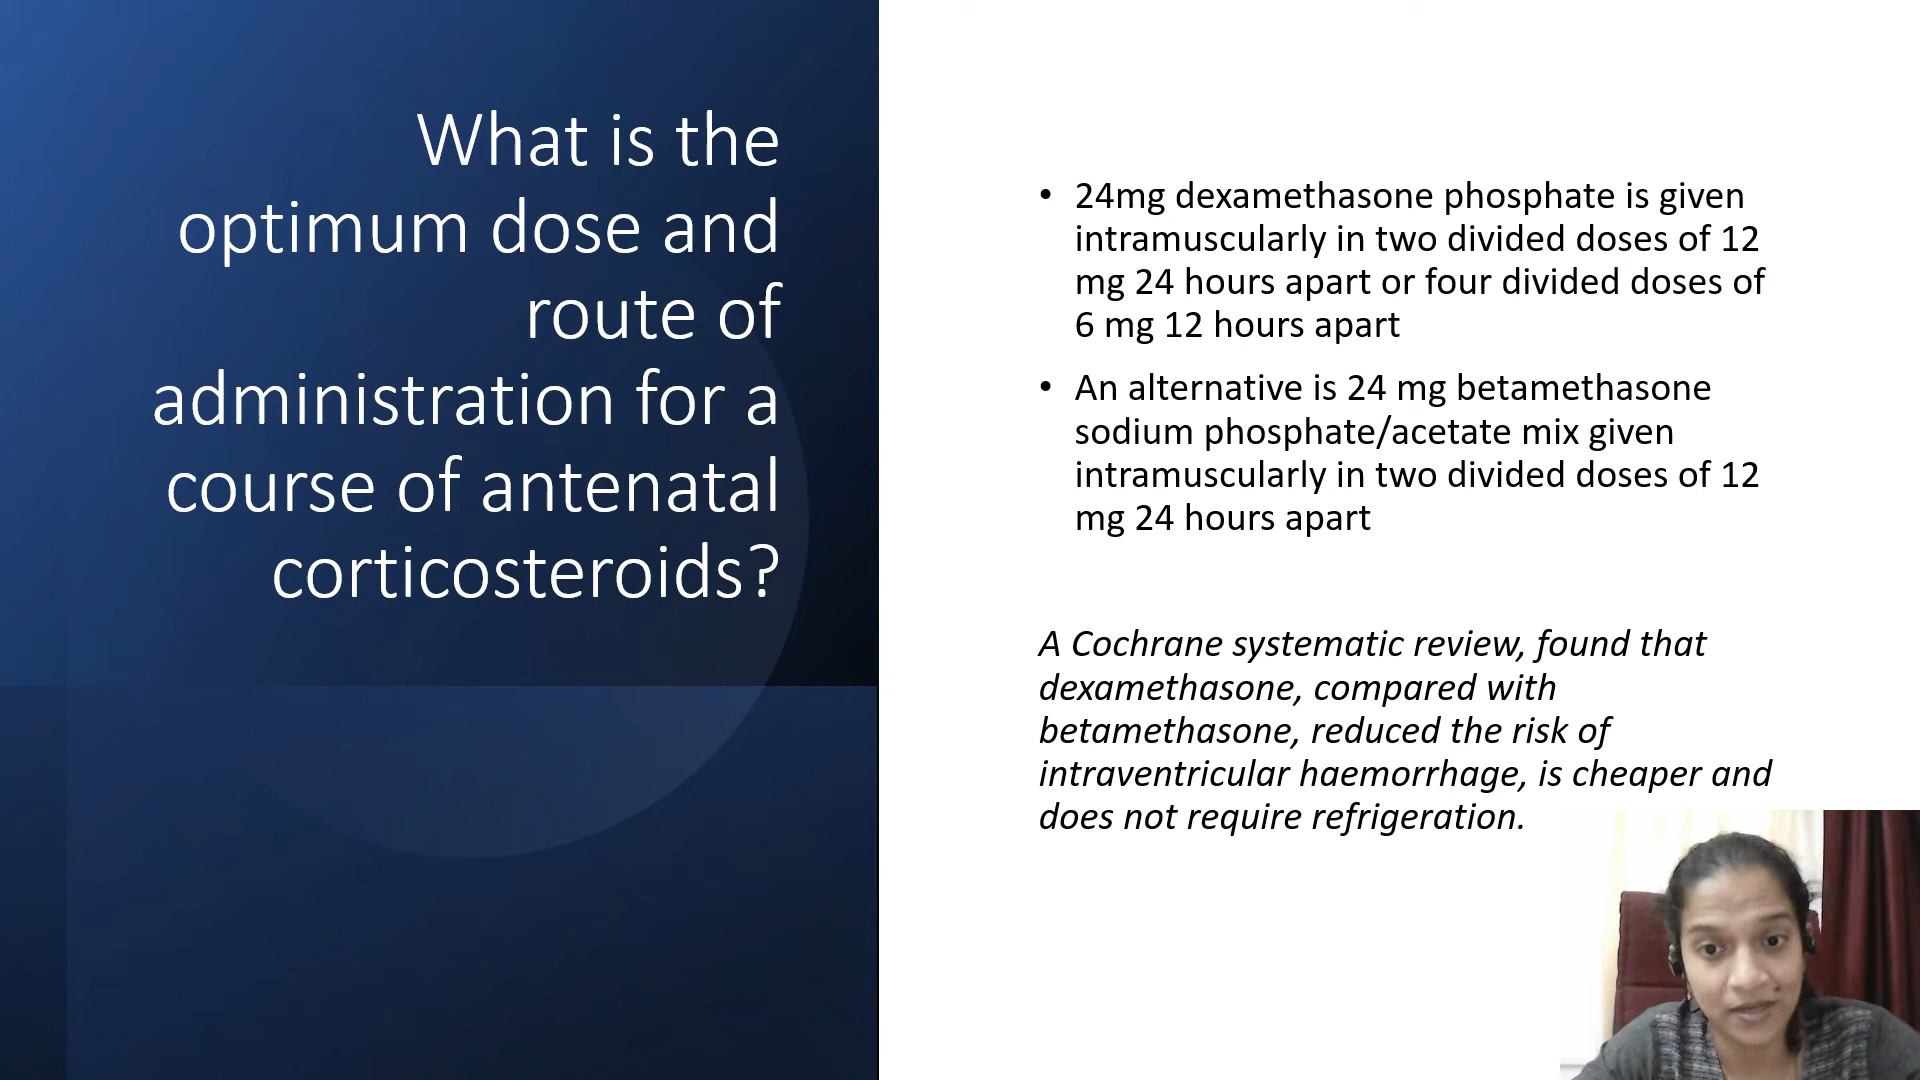 What is the
optimum dose and
route of
administration for a
course of antenatal
corticosteroids?
• 24mg dexamethasone phosphate is given
intramuscularly in two divided doses of 12
mg 24 hours apart or four divided doses of
6 mg 12 hours apart
• An alternative is 24 mg betamethasone
sodium phosphate/acetate mix given
intramuscularly in two divided doses of 12
mg 24 hours apart
A Cochrane systematic review, found that
dexamethasone, compared with
betamethasone, reduced the risk of
intraventricular haemorrhage, is cheaper and
does not require refrigeration.